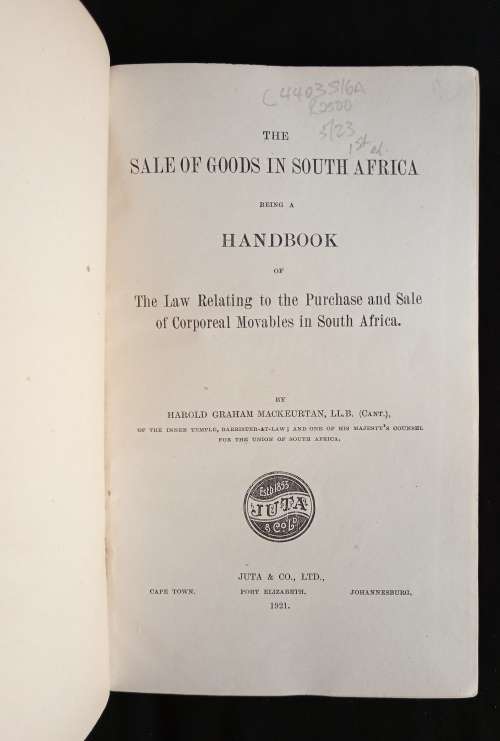 C440351GA
R2500
5/23
1st ed.
THE
SALE OF GOODS IN SOUTH AFRICA
BEING A
HANDBOOK
OF
The Law Relating to the Purchase and Sale
of Corporeal Movables in South Africa.
BY
HAROLD GRAHAM MACKEURTAN, LL.B. (CANT.),
OF THE INNER TEMPLE, BARRISTER-AT-LAW; AND ONE OF HIS MAJESTY'S COUNSEL
FOR THE UNION OF SOUTH AFRICA.
Estd 1853
JUTA
& Co Ld
JUTA & CO., LTD.,
CAPE TOWN. PORT ELIZABETH. JOHANNESBURG,
1921.